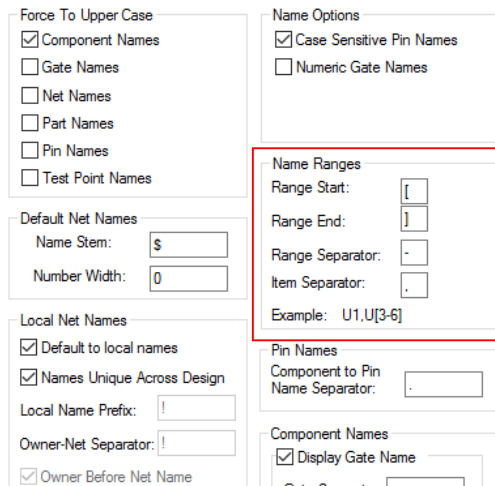 Force To Upper Case
Component Names
Gate Names
Net Names
Part Names
Pin Names
Test Point Names
Default Net Names
Name Stem: $
Number Width: 0
Local Net Names
Default to local names
Names Unique Across Design
Local Name Prefix: !
Owner-Net Separator: !
Owner Before Net Name
Name Options
Case Sensitive Pin Names
Numeric Gate Names
Name Ranges
Range Start: [
Range End: ]
Range Separator: -
Item Separator: ,
Example: U1,U[3-6]
Pin Names
Component to Pin
Name Separator: .
Component Names
Display Gate Name